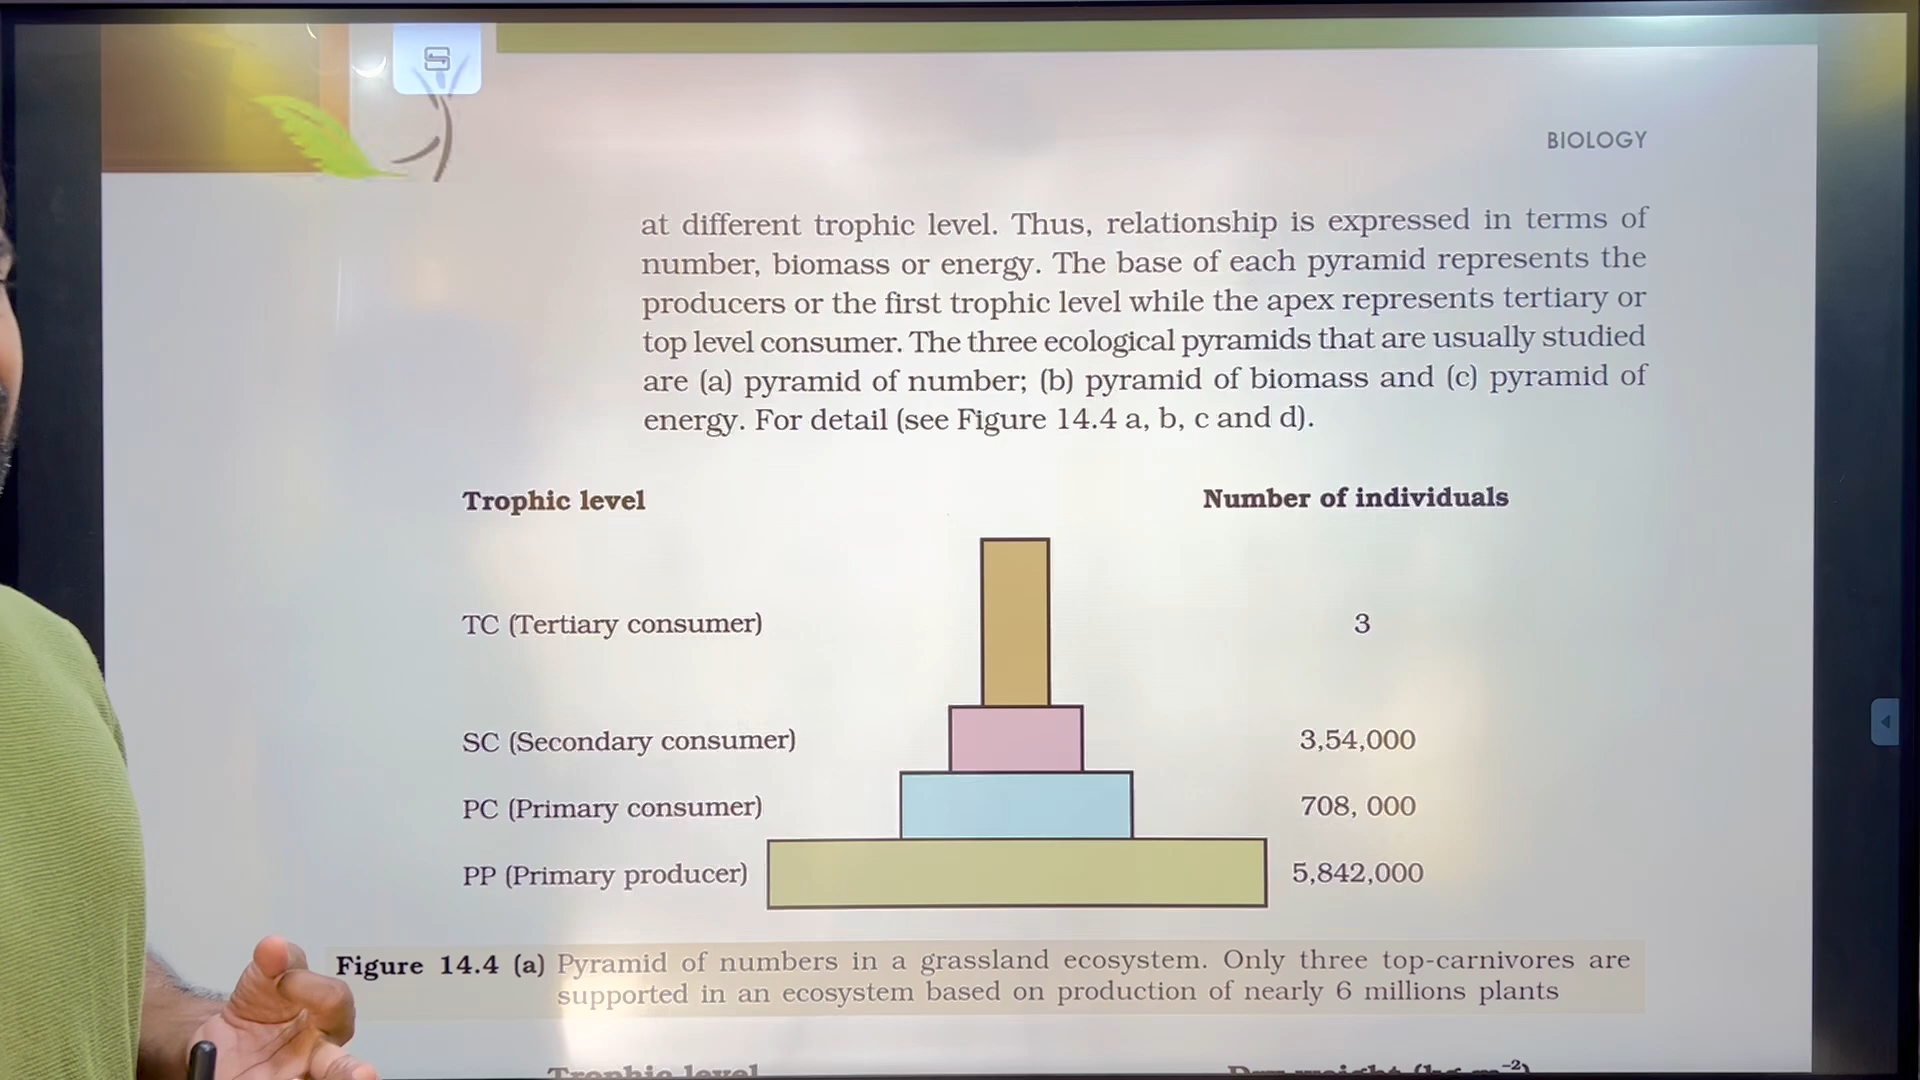 BIOLOGY
at different trophic level. Thus, relationship is expressed in terms of
number, biomass or energy. The base of each pyramid represents the
producers or the first trophic level while the apex represents tertiary or
top level consumer. The three ecological pyramids that are usually studied
are (a) pyramid of number; (b) pyramid of biomass and (c) pyramid of
energy. For detail (see Figure 14.4 a, b, c and d).
Trophic level Number of individuals
TC (Tertiary consumer) 3
SC (Secondary consumer) 3,54,000
PC (Primary consumer) 708, 000
PP (Primary producer) 5,842,000
Figure 14.4 (a) Pyramid of numbers in a grassland ecosystem. Only three top-carnivores are
supported in an ecosystem based on production of nearly 6 millions plants
Trophic level Dry weight (kg m⁻²)